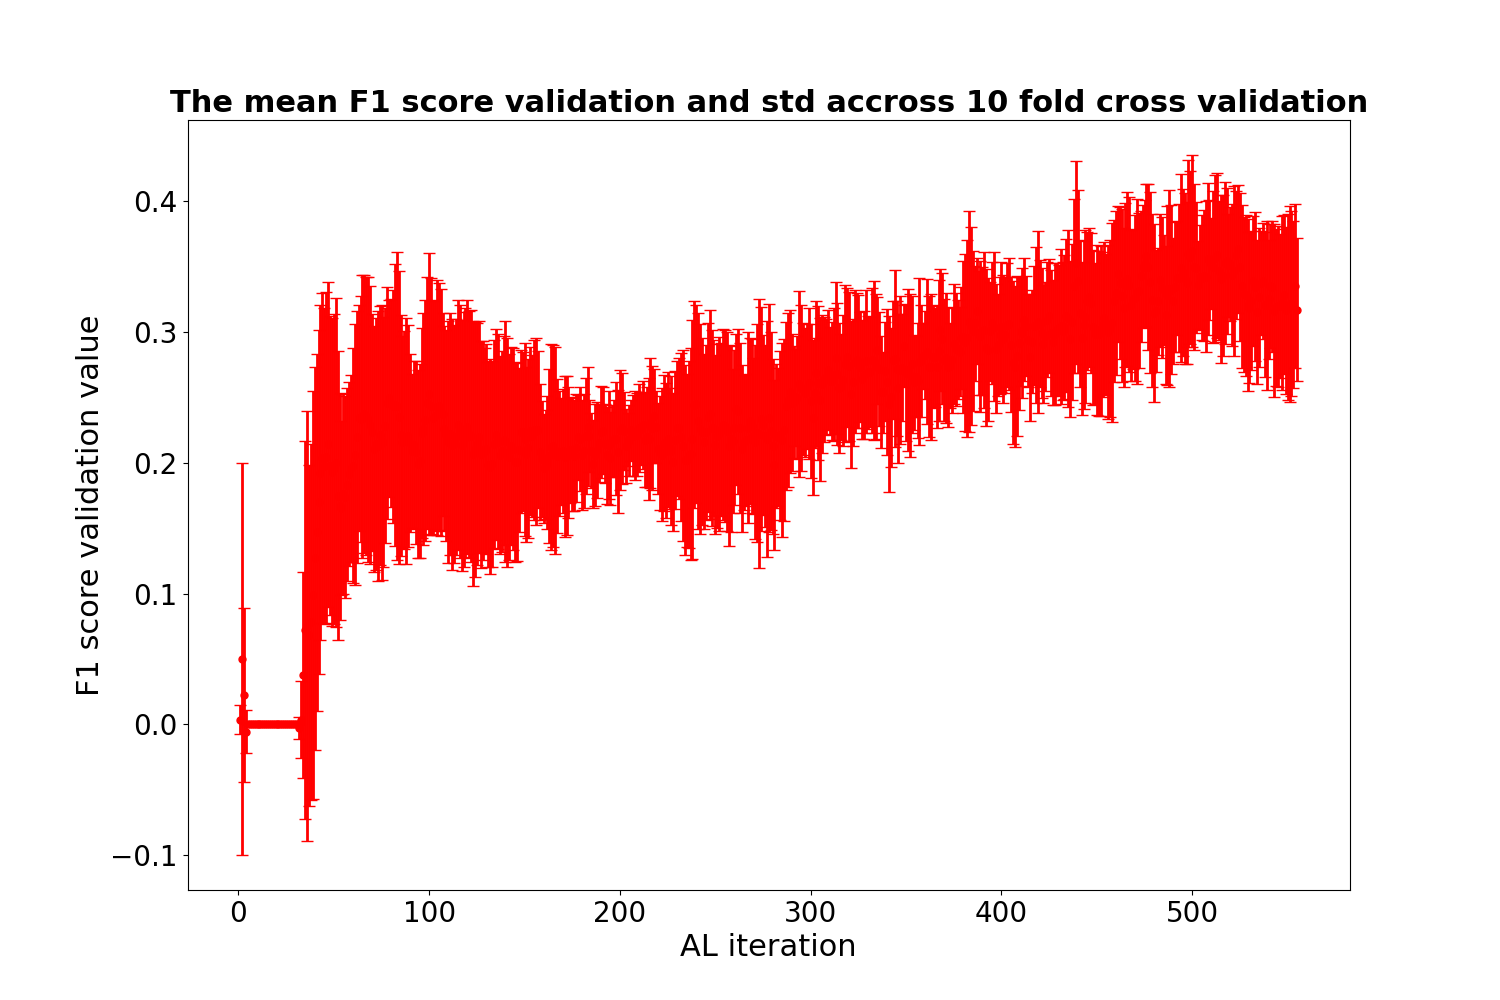 The mean F1 score validation and std accross 10 fold cross validation
F1 score validation value
0.4
0.3
0.2
0.1
0.0
−0.1
0 100 200 300 400 500
AL iteration